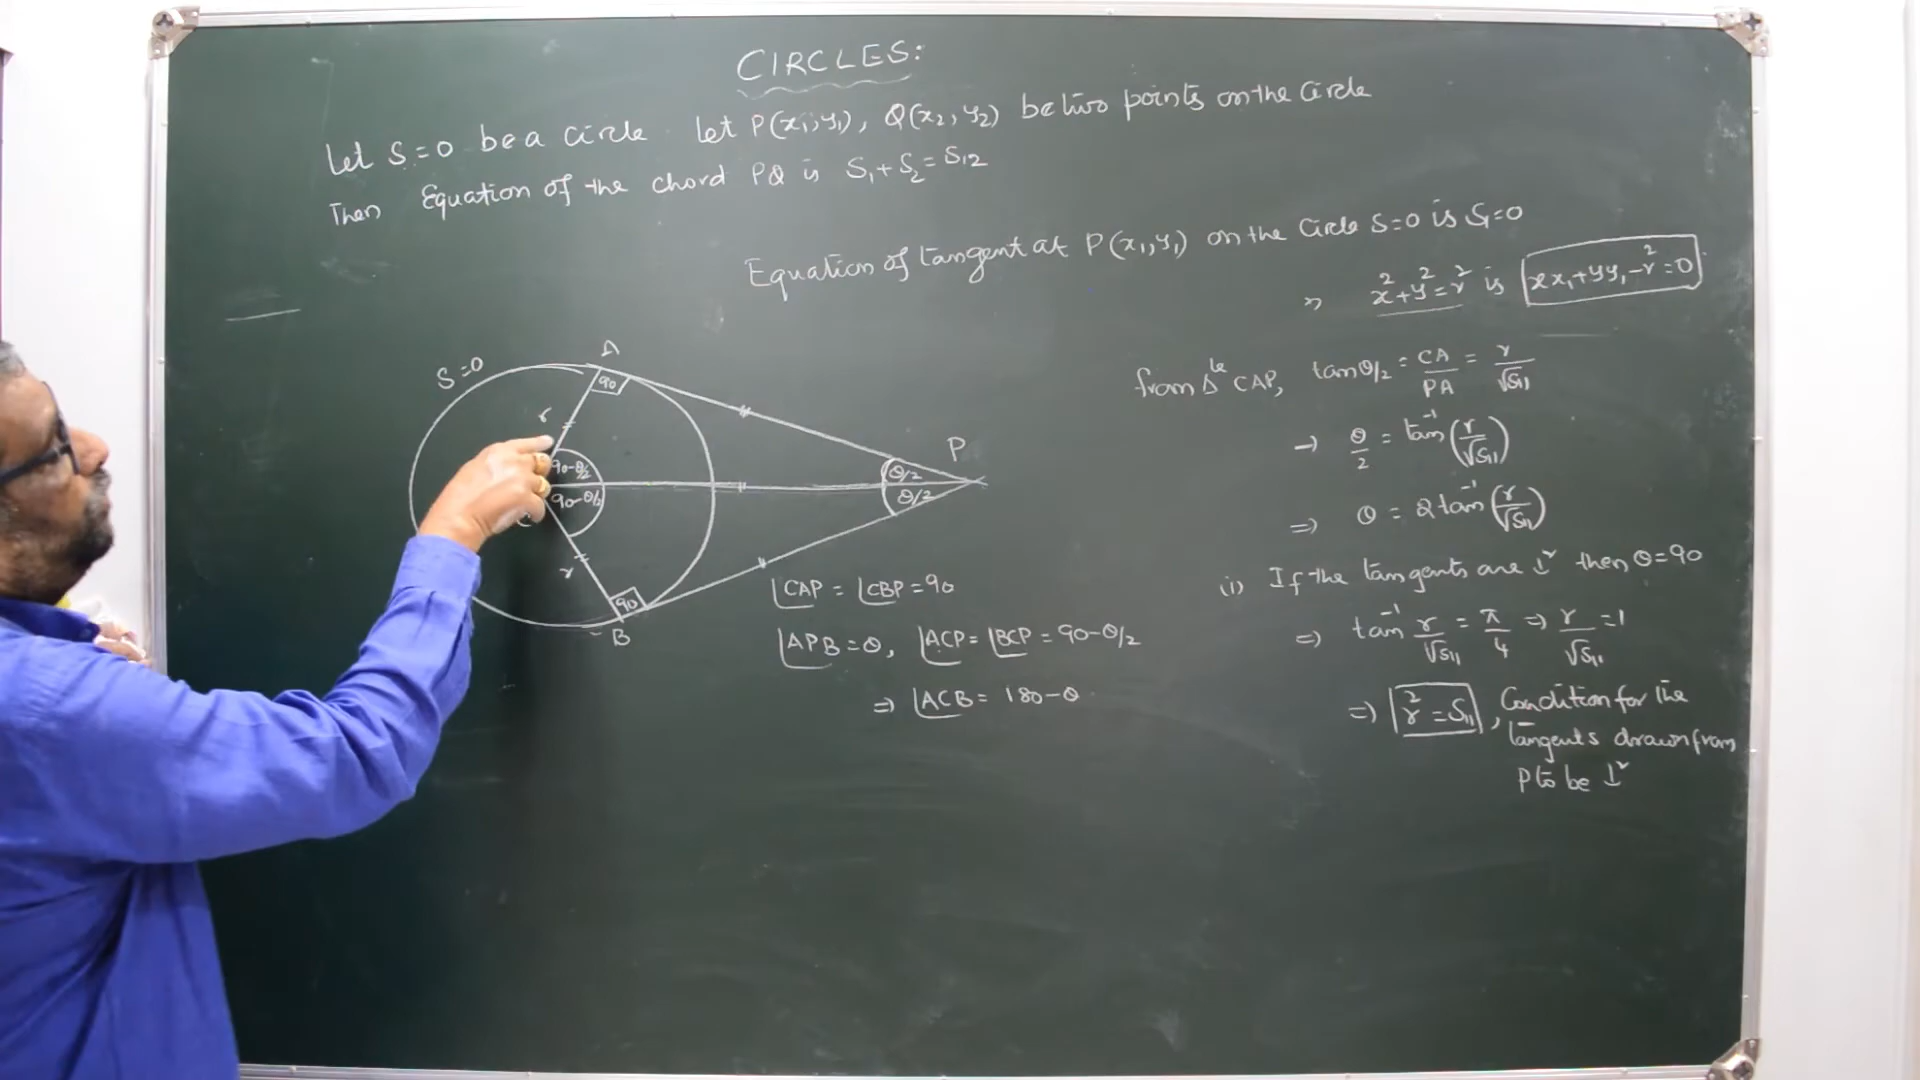 CIRCLES:
Let S=0 be a circle. Let P(x₁,y₁), Q(x₂,y₂) be two points on the circle
Then Equation of the chord PQ is S₁+S₂=S₁₂
Equation of tangent at P(x₁,y₁) on the circle S=0 is S₁=0
" x²+y²=r² is xx₁+yy₁-r²=0
S=0
A
90
r
90-θ/2
90-θ/2
r
90
B
P
θ/2
θ/2
∠CAP = ∠CBP = 90
∠APB = θ, ∠ACP = ∠BCP = 90-θ/2
⇒ ∠ACB = 180-θ
from Δle CAP, tan θ/2 = CA/PA = r/√S₁₁
→ θ/2 = tan⁻¹(r/√S₁₁)
⇒ θ = 2tan⁻¹(r/√S₁₁)
(i) If the tangents are ⊥r then θ=90
⇒ tan⁻¹ r/√S₁₁ = π/4 ⇒ r/√S₁₁ = 1
⇒ r² = S₁₁, Condition for the
tangents drawn from
P to be ⊥r